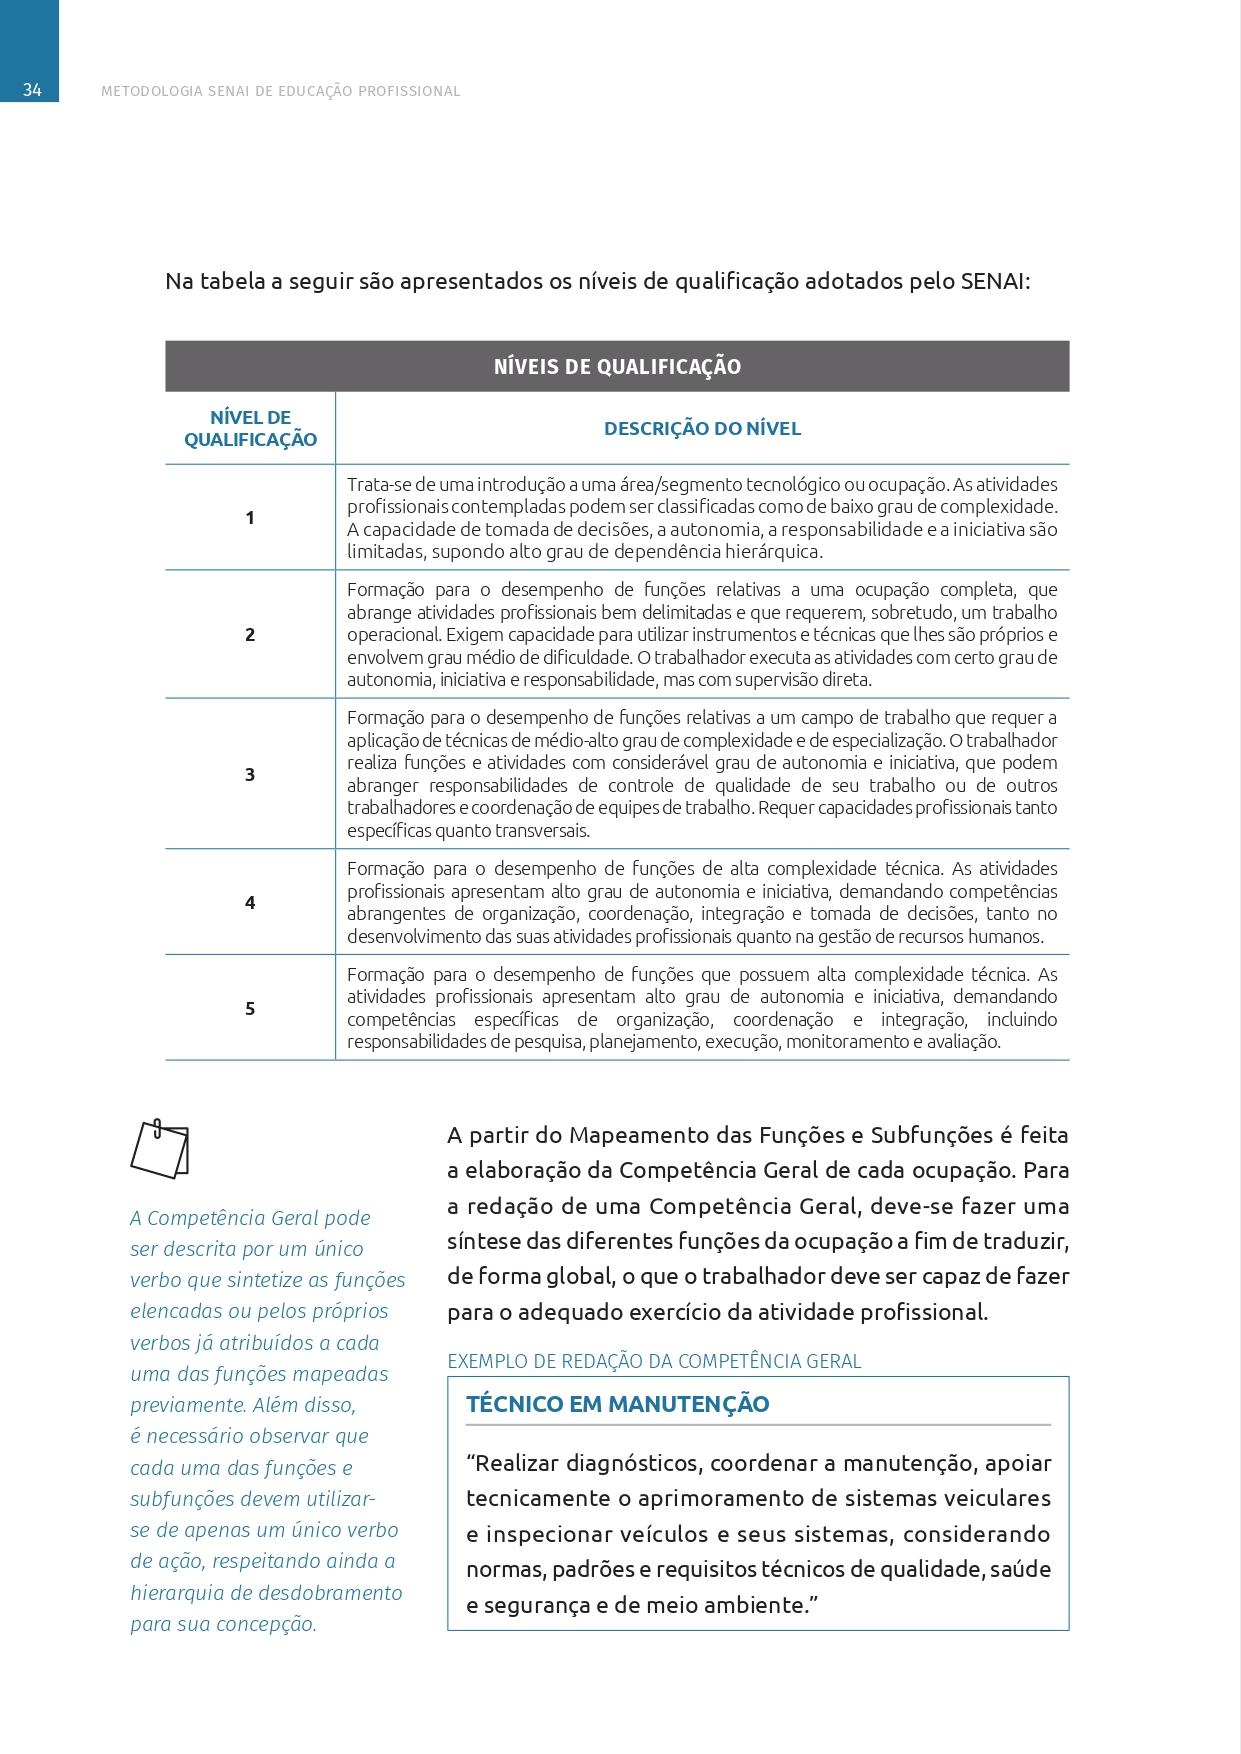 34
METODOLOGIA SENAI DE EDUCAÇÃO PROFISSIONAL
Na tabela a seguir são apresentados os níveis de qualificação adotados pelo SENAI:
NÍVEIS DE QUALIFICAÇÃO
NÍVEL DE
QUALIFICAÇÃO
DESCRIÇÃO DO NÍVEL
1
Trata-se de uma introdução a uma área/segmento tecnológico ou ocupação. As atividades
profissionais contempladas podem ser classificadas como de baixo grau de complexidade.
A capacidade de tomada de decisões, a autonomia, a responsabilidade e a iniciativa são
limitadas, supondo alto grau de dependência hierárquica.
2
Formação para o desempenho de funções relativas a uma ocupação completa, que
abrange atividades profissionais bem delimitadas e que requerem, sobretudo, um trabalho
operacional. Exigem capacidade para utilizar instrumentos e técnicas que lhes são próprios e
envolvem grau médio de dificuldade. O trabalhador executa as atividades com certo grau de
autonomia, iniciativa e responsabilidade, mas com supervisão direta.
3
Formação para o desempenho de funções relativas a um campo de trabalho que requer a
aplicação de técnicas de médio-alto grau de complexidade e de especialização. O trabalhador
realiza funções e atividades com considerável grau de autonomia e iniciativa, que podem
abranger responsabilidades de controle de qualidade de seu trabalho ou de outros
trabalhadores e coordenação de equipes de trabalho. Requer capacidades profissionais tanto
específicas quanto transversais.
4
Formação para o desempenho de funções de alta complexidade técnica. As atividades
profissionais apresentam alto grau de autonomia e iniciativa, demandando competências
abrangentes de organização, coordenação, integração e tomada de decisões, tanto no
desenvolvimento das suas atividades profissionais quanto na gestão de recursos humanos.
5
Formação para o desempenho de funções que possuem alta complexidade técnica. As
atividades profissionais apresentam alto grau de autonomia e iniciativa, demandando
competências específicas de organização, coordenação e integração, incluindo
responsabilidades de pesquisa, planejamento, execução, monitoramento e avaliação.
A Competência Geral pode
ser descrita por um único
verbo que sintetize as funções
elencadas ou pelos próprios
verbos já atribuídos a cada
uma das funções mapeadas
previamente. Além disso,
é necessário observar que
cada uma das funções e
subfunções devem utilizar-
se de apenas um único verbo
de ação, respeitando ainda a
hierarquia de desdobramento
para sua concepção.
A partir do Mapeamento das Funções e Subfunções é feita
a elaboração da Competência Geral de cada ocupação. Para
a redação de uma Competência Geral, deve-se fazer uma
síntese das diferentes funções da ocupação a fim de traduzir,
de forma global, o que o trabalhador deve ser capaz de fazer
para o adequado exercício da atividade profissional.
EXEMPLO DE REDAÇÃO DA COMPETÊNCIA GERAL
TÉCNICO EM MANUTENÇÃO
“Realizar diagnósticos, coordenar a manutenção, apoiar
tecnicamente o aprimoramento de sistemas veiculares
e inspecionar veículos e seus sistemas, considerando
normas, padrões e requisitos técnicos de qualidade, saúde
e segurança e de meio ambiente.”